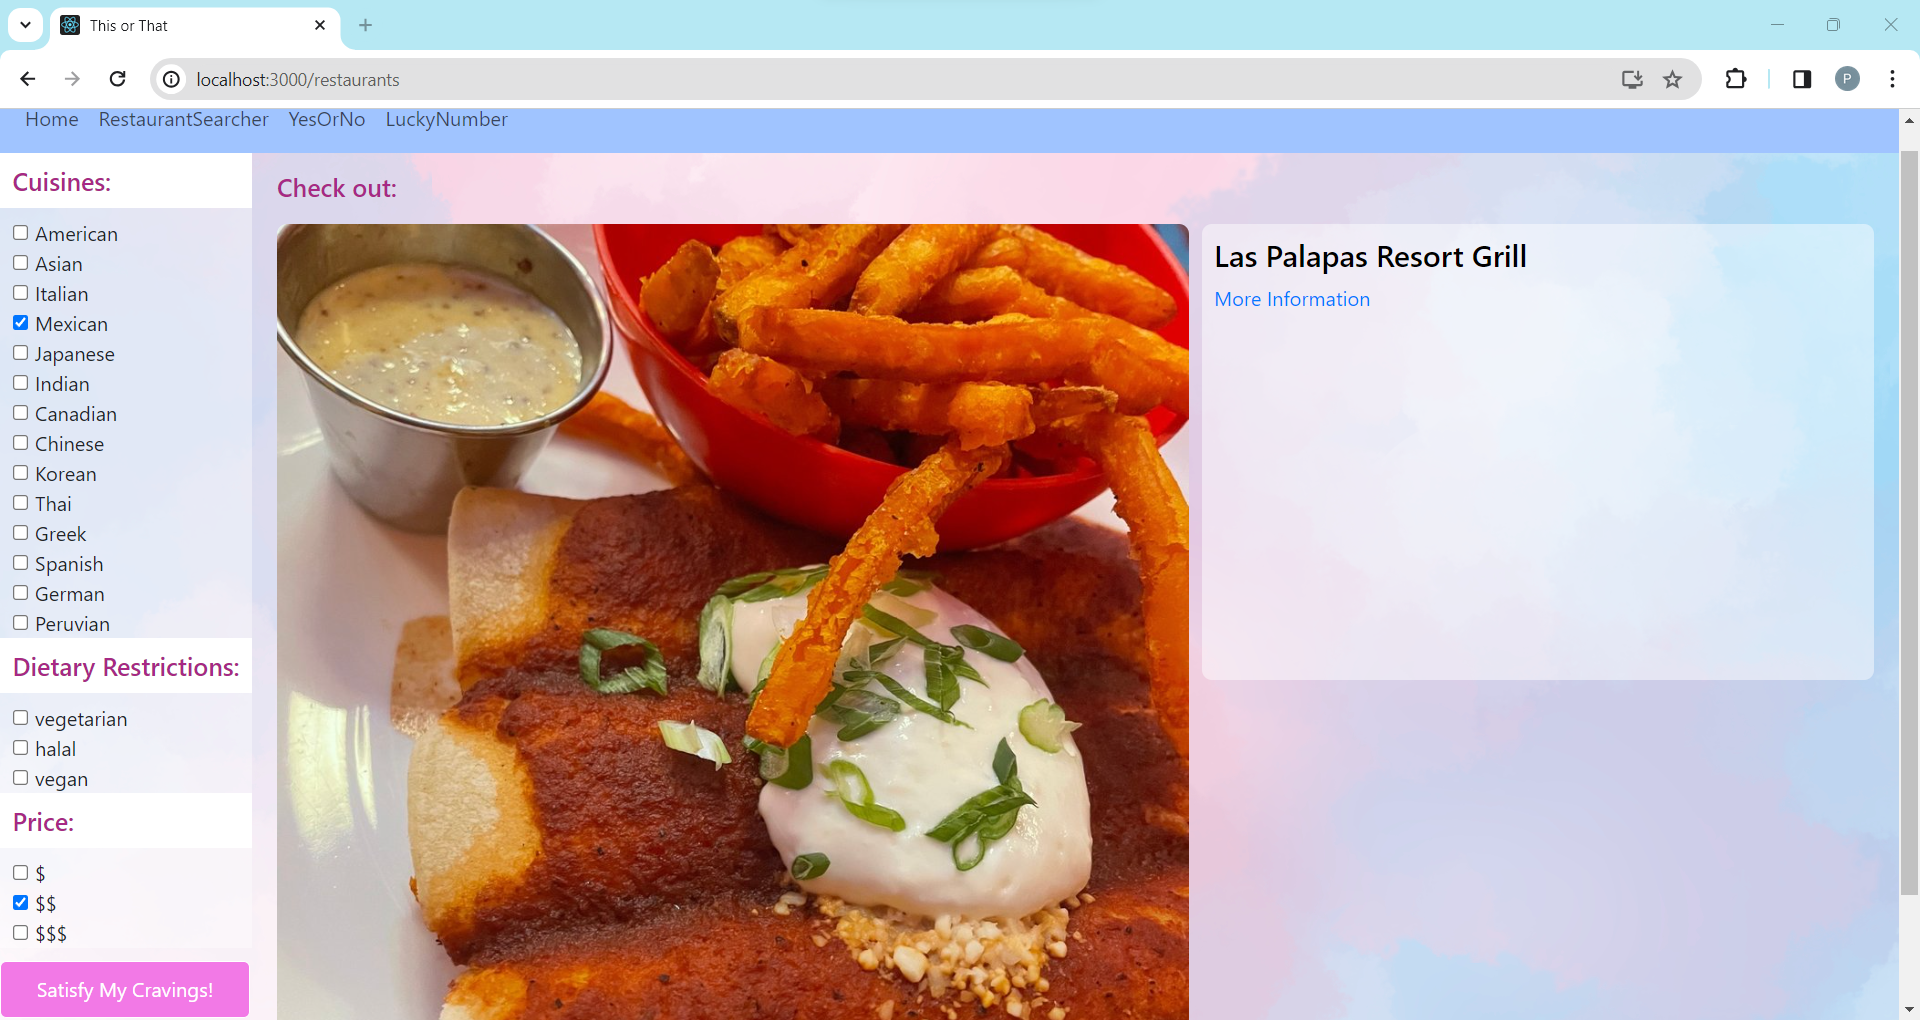 This or That
localhost:3000/restaurants
P
Home RestaurantSearcher YesOrNo LuckyNumber
Cuisines:
American
Asian
Italian
Mexican
Japanese
Indian
Canadian
Chinese
Korean
Thai
Greek
Spanish
German
Peruvian
Dietary Restrictions:
vegetarian
halal
vegan
Price:
$
$$
$$$
Satisfy My Cravings!
Check out:
Las Palapas Resort Grill
More Information